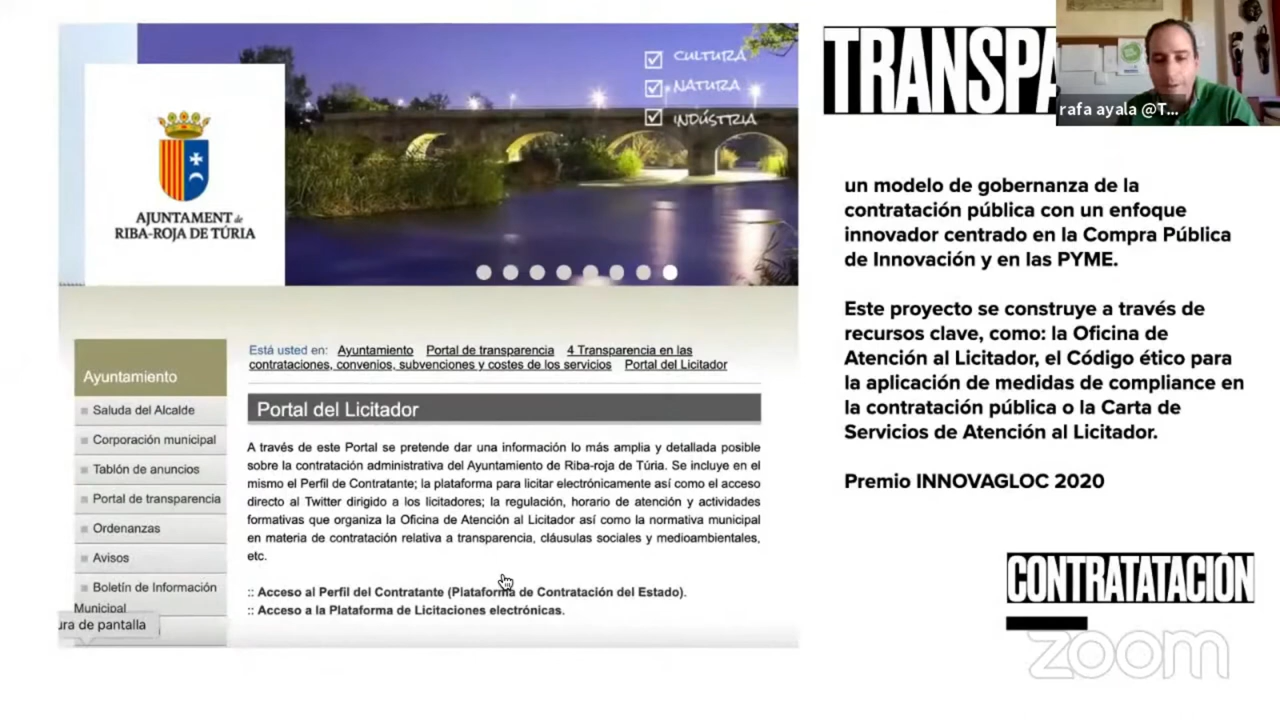 CULTURA
NATURA
INDÚSTRIA
AJUNTAMENT de
RIBA-ROJA DE TÚRIA
Ayuntamiento
Saluda del Alcalde
Corporación municipal
Tablón de anuncios
Portal de transparencia
Ordenanzas
Avisos
Boletín de Información
Municipal
ura de pantalla
Está usted en: Ayuntamiento Portal de transparencia 4 Transparencia en las
contrataciones, convenios, subvenciones y costes de los servicios Portal del Licitador
Portal del Licitador
A través de este Portal se pretende dar una información lo más amplia y detallada posible
sobre la contratación administrativa del Ayuntamiento de Riba-roja de Túria. Se incluye en el
mismo el Perfil de Contratante; la plataforma para licitar electrónicamente así como el acceso
directo al Twitter dirigido a los licitadores; la regulación, horario de atención y actividades
formativas que organiza la Oficina de Atención al Licitador así como la normativa municipal
en materia de contratación relativa a transparencia, cláusulas sociales y medioambientales,
etc.
:: Acceso al Perfil del Contratante (Plataforma de Contratación del Estado).
:: Acceso a la Plataforma de Licitaciones electrónicas.
TRANSPA
rafa ayala @T...
un modelo de gobernanza de la
contratación pública con un enfoque
innovador centrado en la Compra Pública
de Innovación y en las PYME.
Este proyecto se construye a través de
recursos clave, como: la Oficina de
Atención al Licitador, el Código ético para
la aplicación de medidas de compliance en
la contratación pública o la Carta de
Servicios de Atención al Licitador.
Premio INNOVAGLOC 2020
CONTRATATACIÓN
zoom